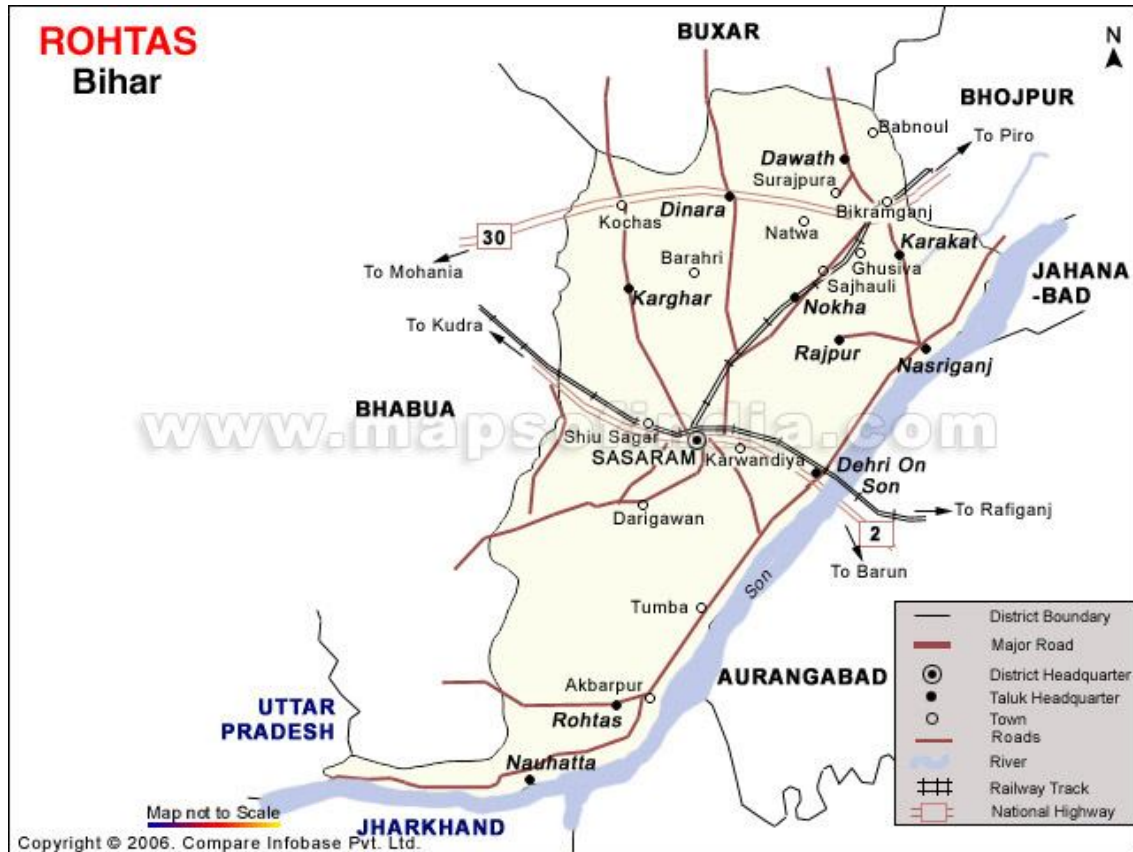 ROHTAS
Bihar
BUXAR
N
BHOJPUR
Babnoul
To Piro
Dawath
Surajpura
Dinara
Kochas
Bikramganj
Natwa
30
Karakat
Barahri
Ghusiva
To Mohania
Sajhauli
JAHANA
-BAD
Karghar
Nokha
To Kudra
Rajpur
Nasriganj
BHABUA
www.mapsofindia.com
Shiu Sagar
SASARAM
Karwandiya
Dehri On
Son
Darigawan
To Rafiganj
2
To Barun
Son
Tumba
AURANGABAD
Akbarpur
Rohtas
UTTAR
PRADESH
Nauhatta
JHARKHAND
District Boundary
Major Road
District Headquarter
Taluk Headquarter
Town
Roads
River
Railway Track
National Highway
Map not to Scale
Copyright © 2006. Compare Infobase Pvt. Ltd.